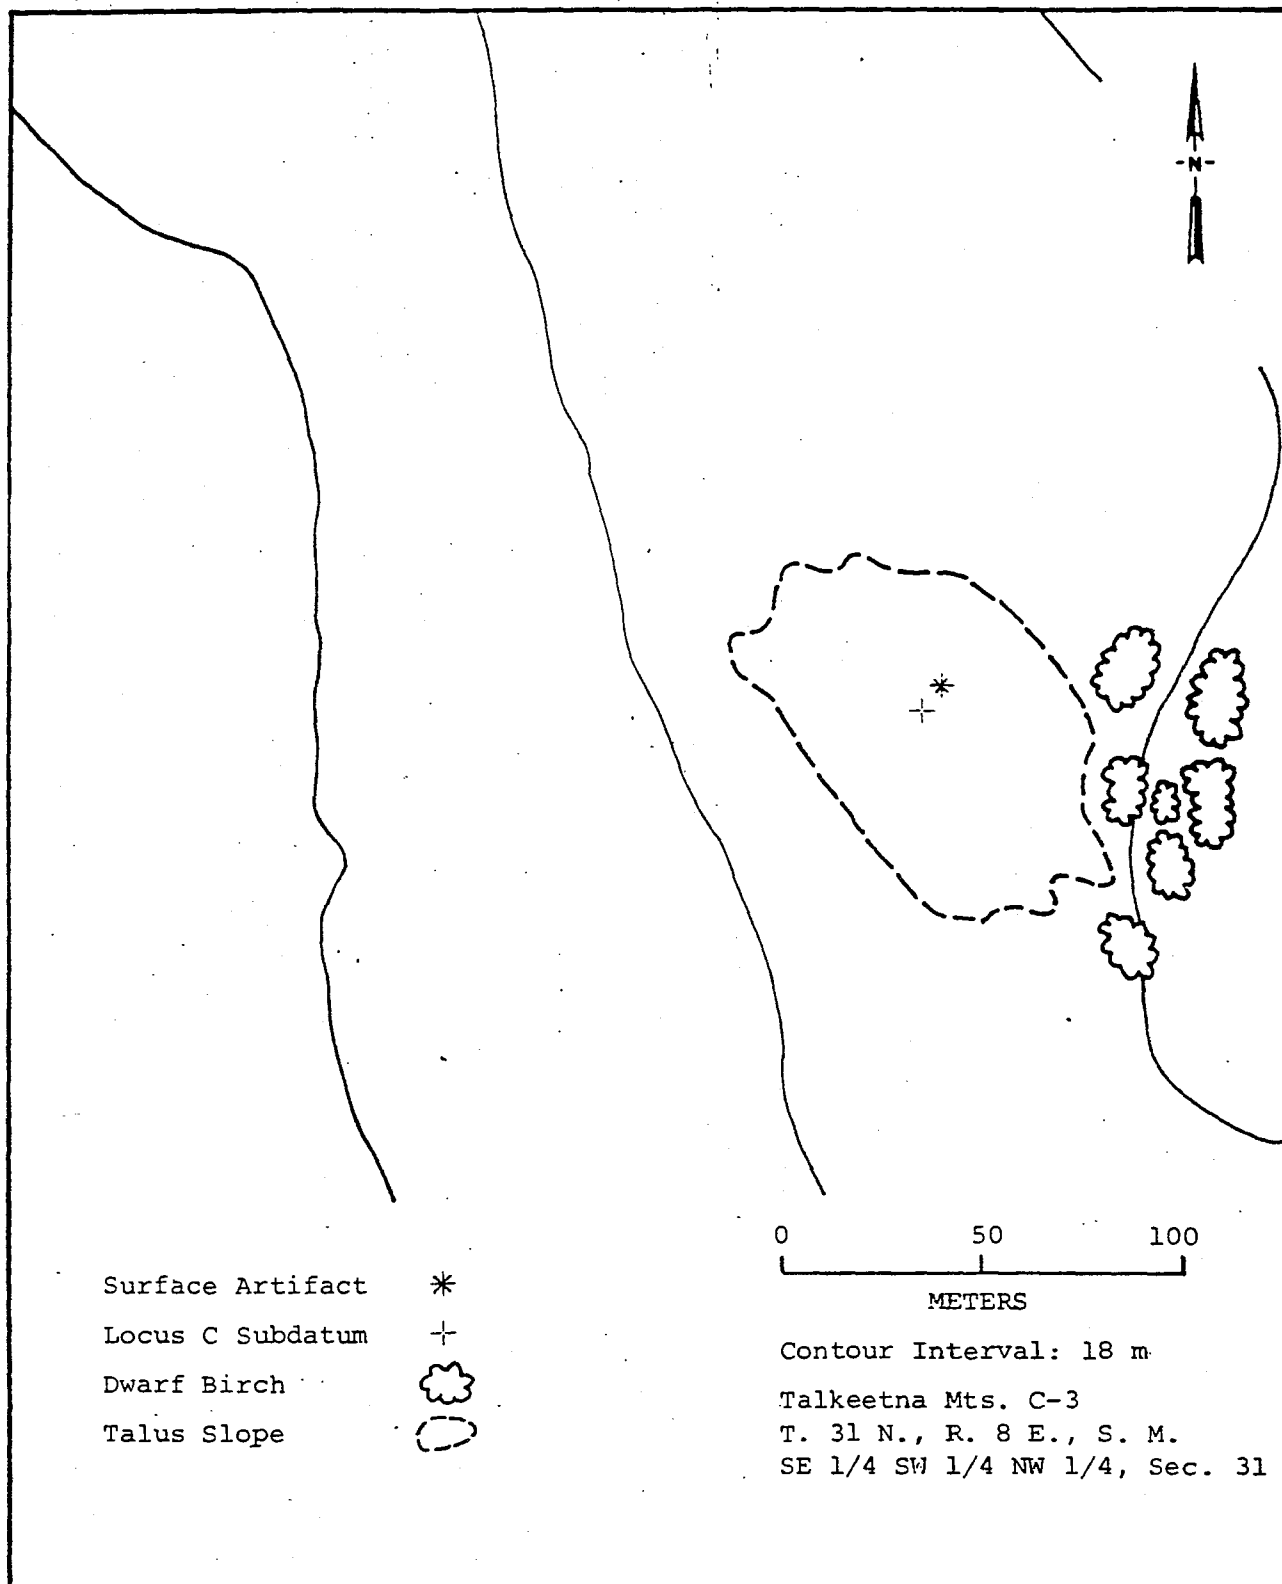 -N-
0 50 100
METERS
Surface Artifact
Locus C Subdatum
Dwarf Birch
Talus Slope
Contour Interval: 18 m
Talkeetna Mts. C-3
T. 31 N., R. 8 E., S. M.
SE 1/4 SW 1/4 NW 1/4, Sec. 31